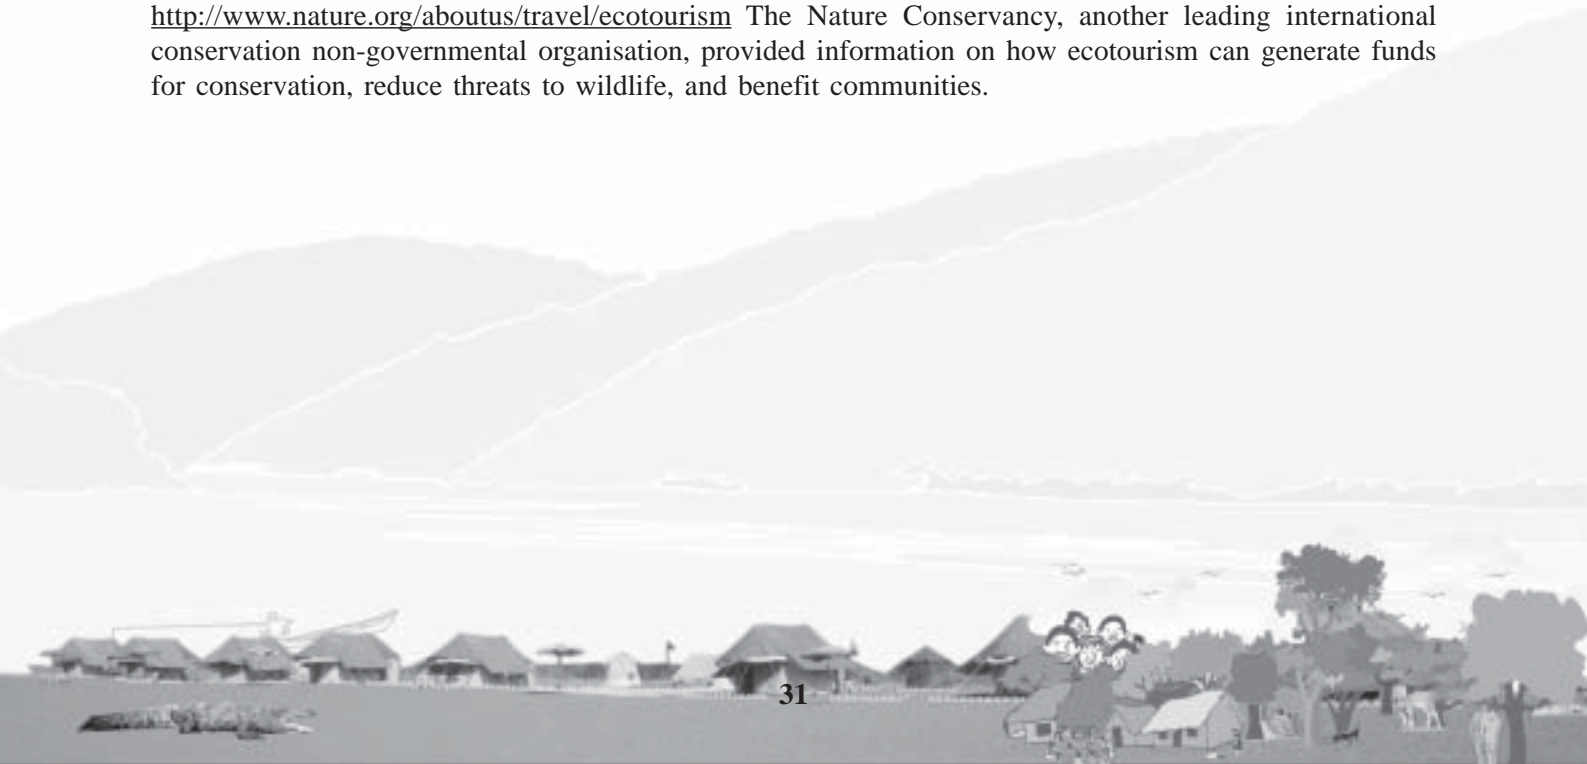 http://www.nature.org/aboutus/travel/ecotourism The Nature Conservancy, another leading international
conservation non-governmental organisation, provided information on how ecotourism can generate funds
for conservation, reduce threats to wildlife, and benefit communities.
31